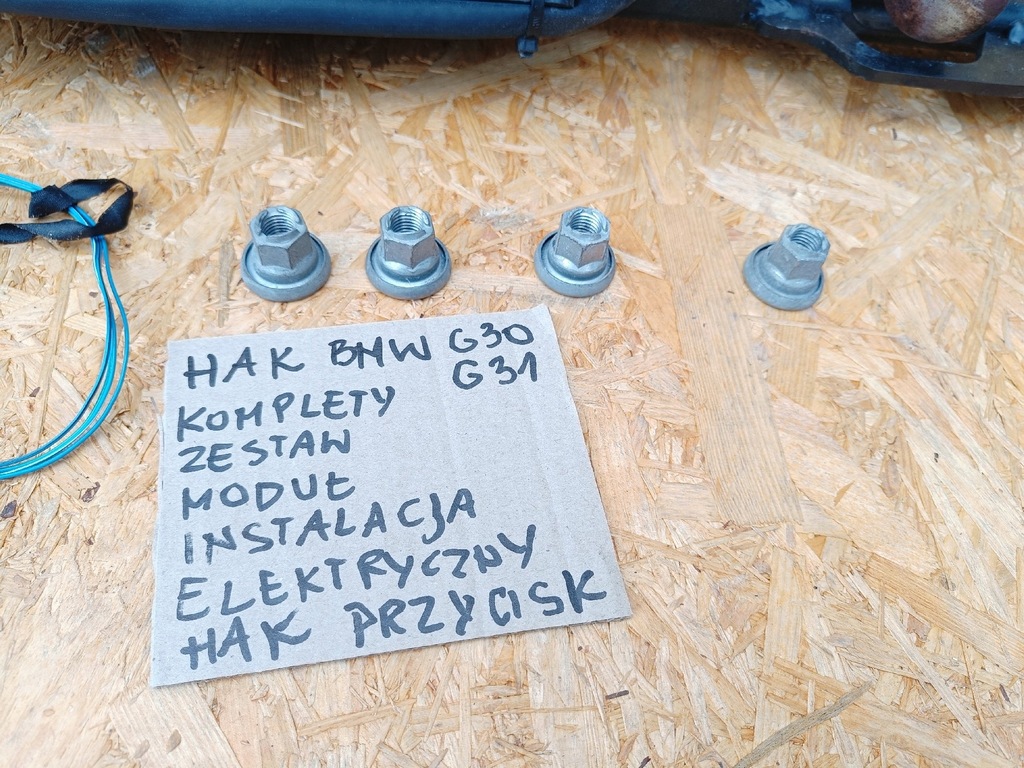 HAK BMW G30
G31
KOMPLETY
ZESTAW
MODUŁ
INSTALACJA
ELEKTRYCZNY
HAK PRZYCISK